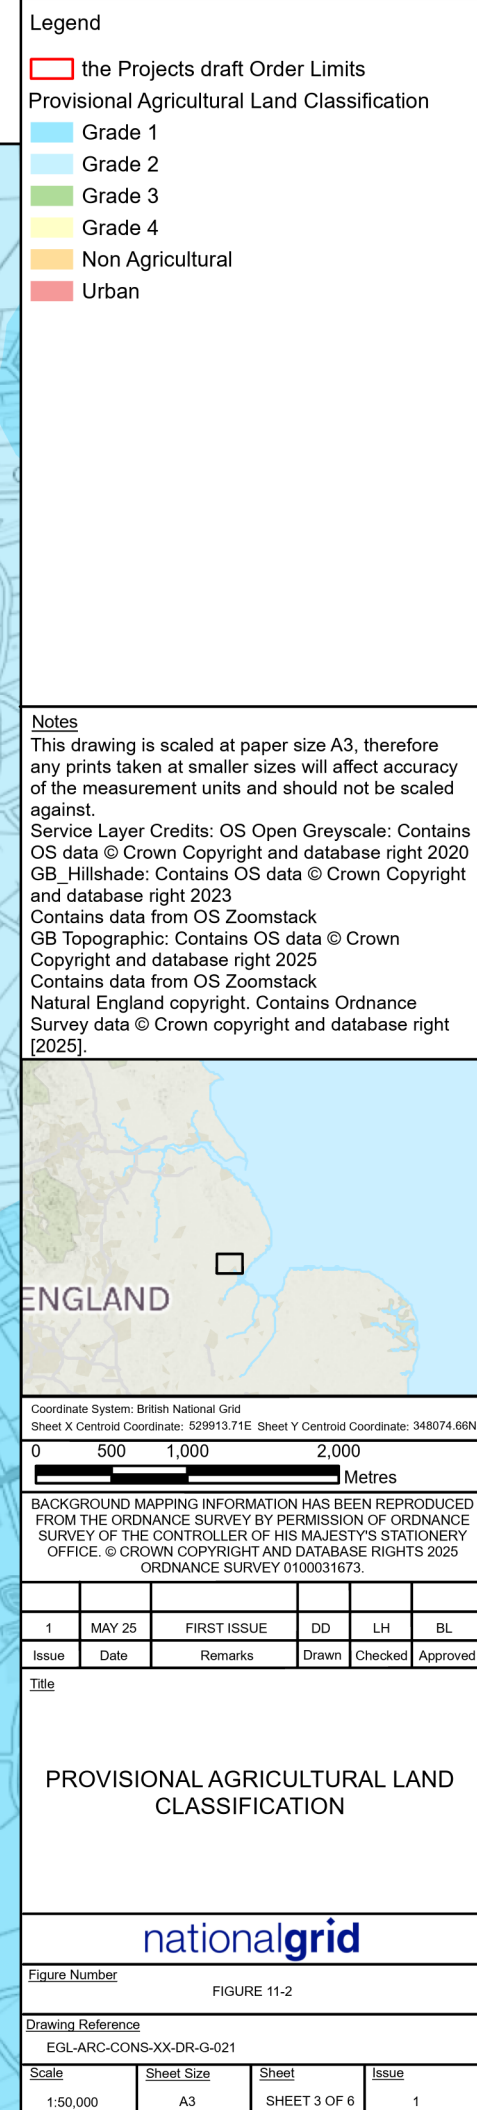 Legend
the Projects draft Order Limits
Provisional Agricultural Land Classification
Grade 1
Grade 2
Grade 3
Grade 4
Non Agricultural
Urban
Notes
This drawing is scaled at paper size A3, therefore
any prints taken at smaller sizes will affect accuracy
of the measurement units and should not be scaled
against.
Service Layer Credits: OS Open Greyscale: Contains
OS data © Crown Copyright and database right 2020
GB_Hillshade: Contains OS data © Crown Copyright
and database right 2023
Contains data from OS Zoomstack
GB Topographic: Contains OS data © Crown
Copyright and database right 2025
Contains data from OS Zoomstack
Natural England copyright. Contains Ordnance
Survey data © Crown copyright and database right
[2025].
ENGLAND
Coordinate System: British National Grid
Sheet X Centroid Coordinate: 529913.71E Sheet Y Centroid Coordinate: 348074.66N
0 500 1,000 2,000
Metres
BACKGROUND MAPPING INFORMATION HAS BEEN REPRODUCED
FROM THE ORDNANCE SURVEY BY PERMISSION OF ORDNANCE
SURVEY OF THE CONTROLLER OF HIS MAJESTY'S STATIONERY
OFFICE. © CROWN COPYRIGHT AND DATABASE RIGHTS 2025
ORDNANCE SURVEY 0100031673.
1 MAY 25 FIRST ISSUE DD LH BL
Issue Date Remarks Drawn Checked Approved
Title
PROVISIONAL AGRICULTURAL LAND
CLASSIFICATION
nationalgrid
Figure Number
FIGURE 11-2
Drawing Reference
EGL-ARC-CONS-XX-DR-G-021
Scale Sheet Size Sheet Issue
1:50,000 A3 SHEET 3 OF 6 1